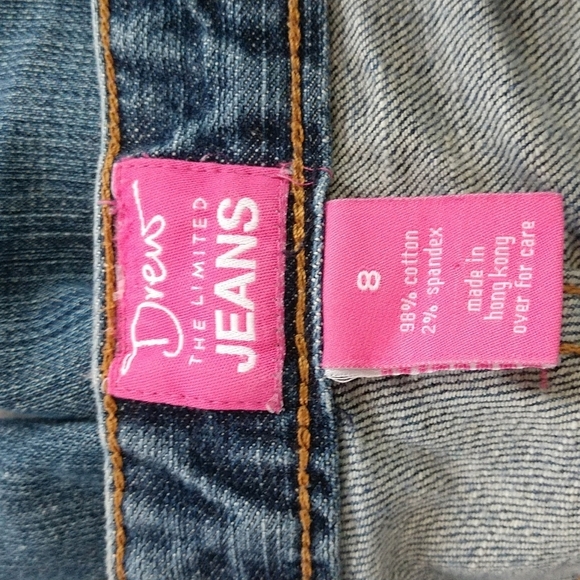 Drew
THE LIMITED
JEANS
8
98% cotton
2% spandex
made in
hong kong
over for care